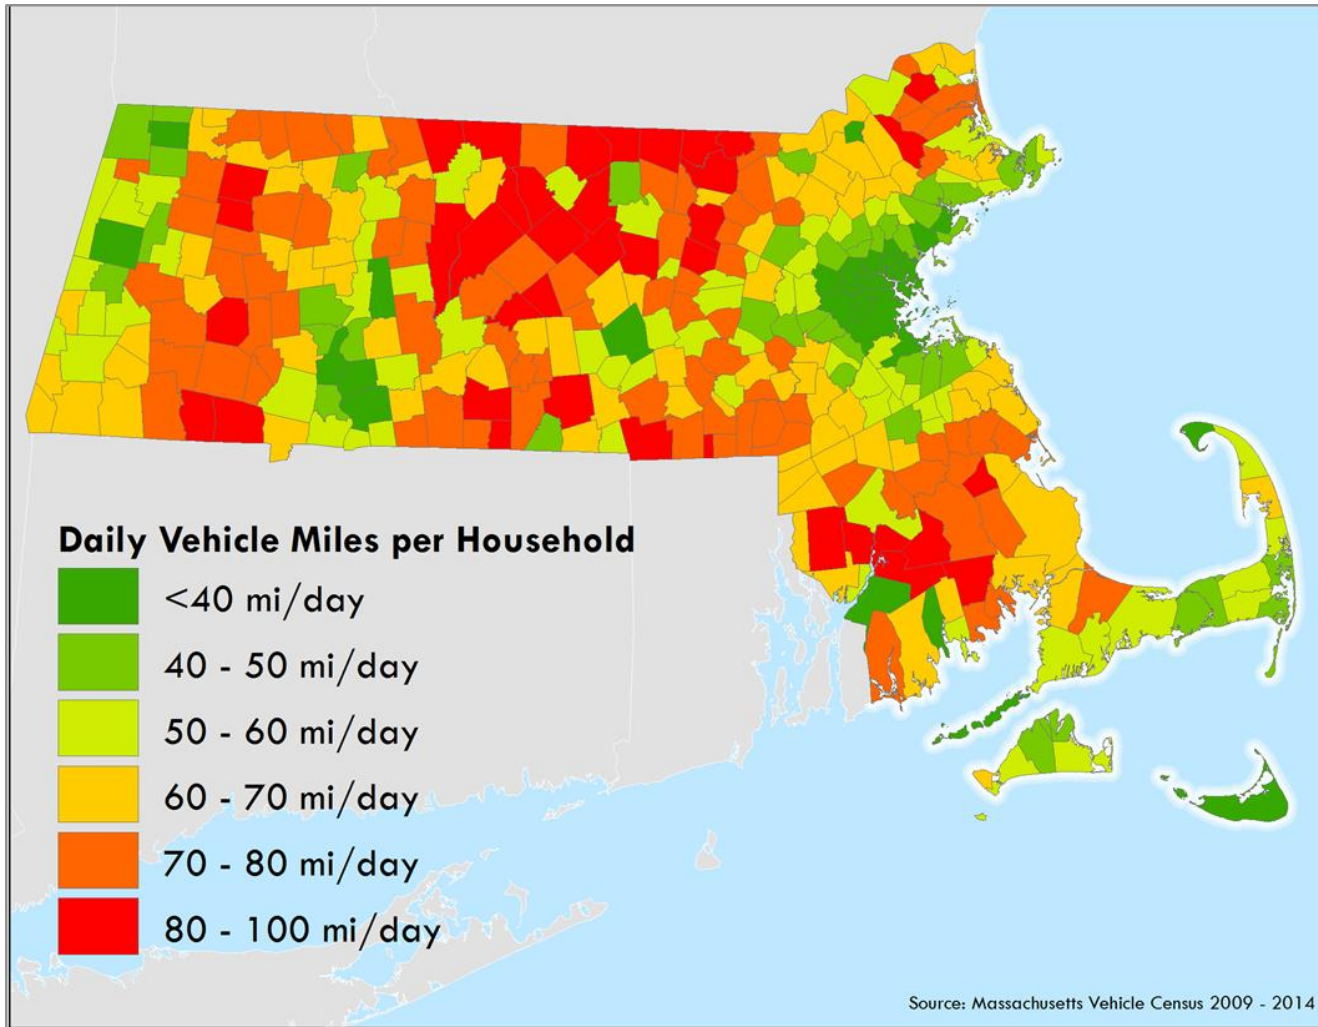 Daily Vehicle Miles per Household
<40 mi/day
40 - 50 mi/day
50 - 60 mi/day
60 - 70 mi/day
70 - 80 mi/day
80 - 100 mi/day
Source: Massachusetts Vehicle Census 2009 - 2014